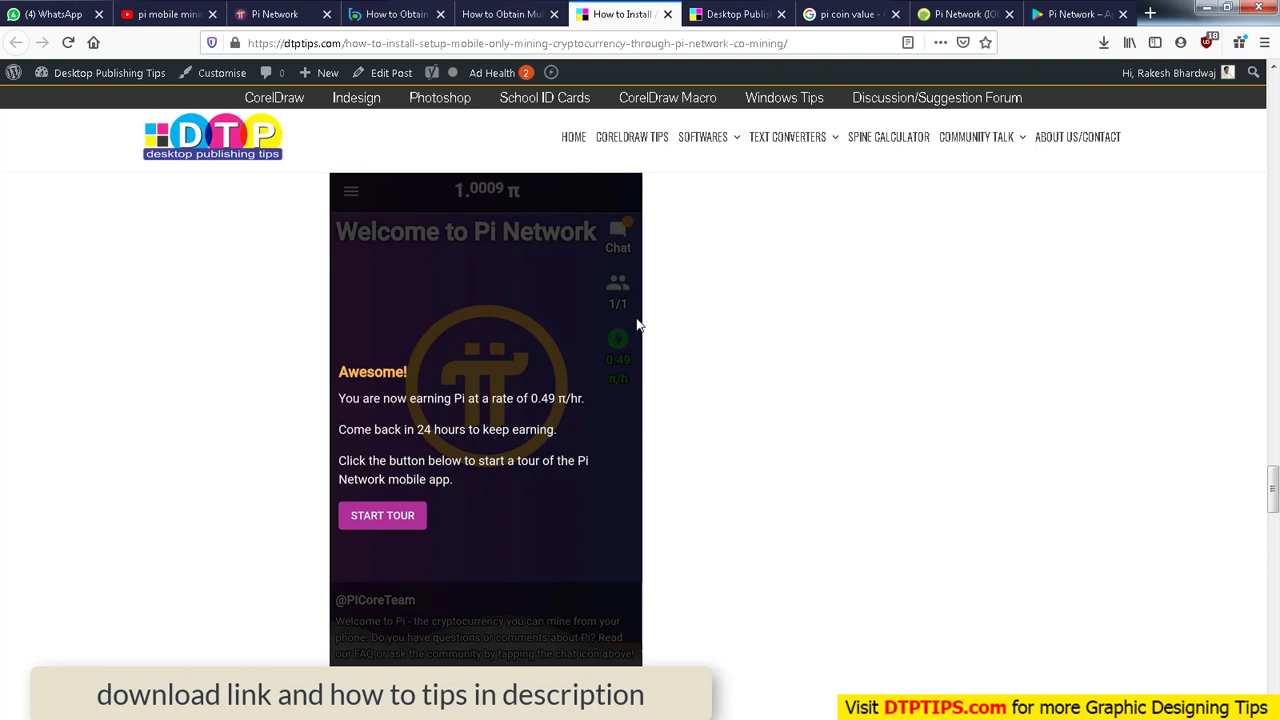 (4) WhatsApp
pi mobile mini
Pi Network
How to Obtain
How to Obtain Mul
How to Install /
Desktop Publis
pi coin value -
Pi Network (IO
Pi Network – Ap
https://dtptips.com/how-to-install-setup-mobile-only-mining-cryptocurrency-through-pi-network-co-mining/
18
Desktop Publishing Tips
Customise
0
New
Edit Post
Ad Health 2
Hi, Rakesh Bhardwaj
CorelDraw Indesign Photoshop School ID Cards CorelDraw Macro Windows Tips Discussion/Suggestion Forum
DTP
desktop publishing tips
HOME CORELDRAW TIPS SOFTWARES TEXT CONVERTERS SPINE CALCULATOR COMMUNITY TALK ABOUT US/CONTACT
1.0009 π
Welcome to Pi Network
Chat
1/1
0.49
π/h
Awesome!
You are now earning Pi at a rate of 0.49 π/hr.
Come back in 24 hours to keep earning.
Click the button below to start a tour of the Pi
Network mobile app.
START TOUR
@PICoreTeam
Welcome to Pi - the cryptocurrency you can mine from your
phone. Do you have questions or comments about Pi? Read
our FAQ or ask the community by tapping the chat icon above!
download link and how to tips in description
Visit DTPTIPS.com for more Graphic Designing Tips